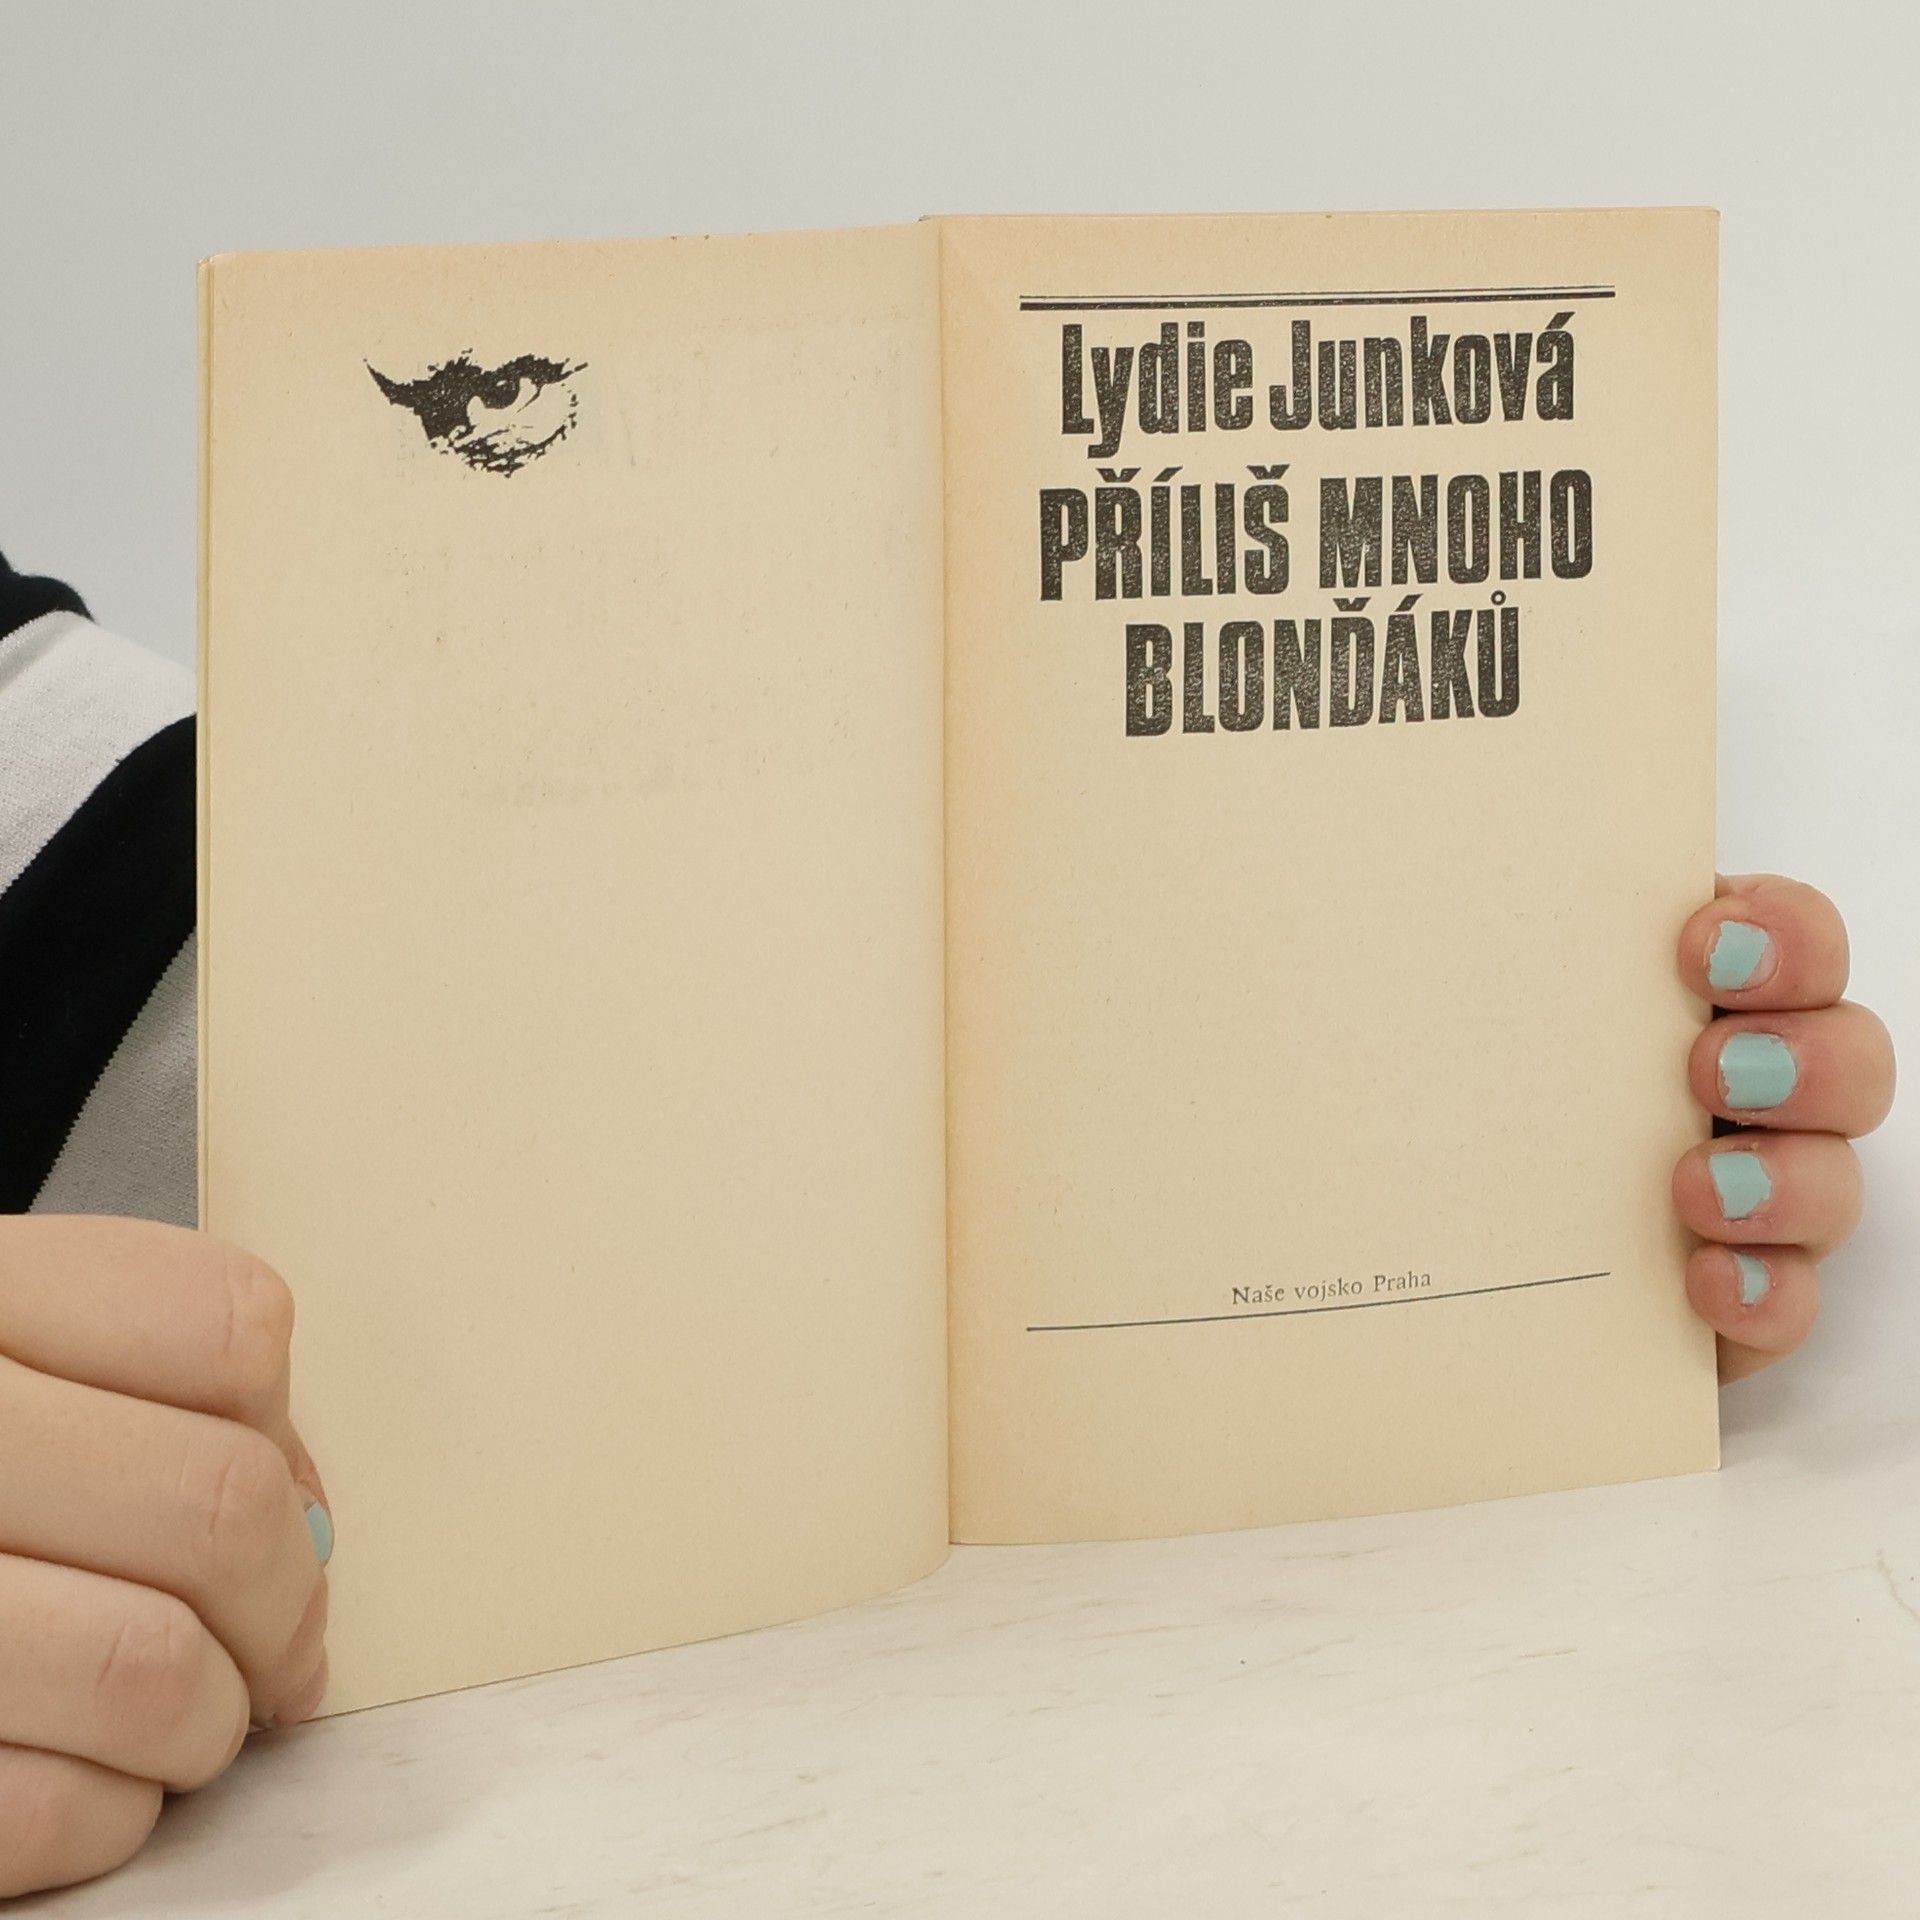 Lydie Junková
PŘÍLIŠ MNOHO
BLONĎÁKŮ
Naše vojsko Praha